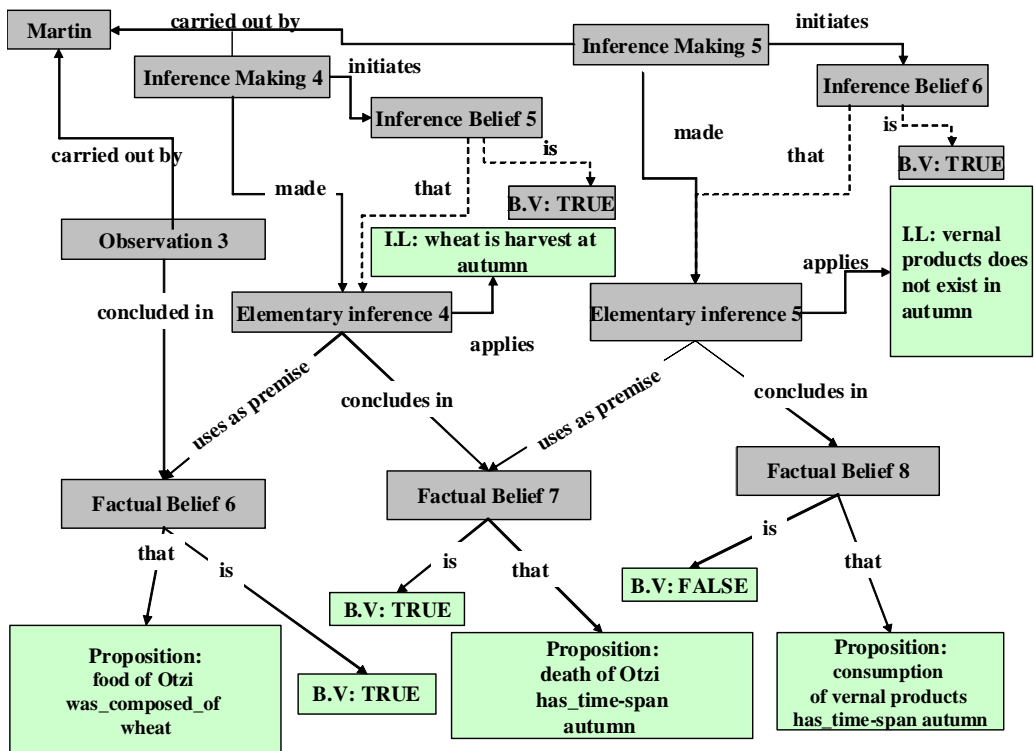 Martin
carried out by
Inference Making 5
initiates
Inference Making 4
initiates
Inference Belief 6
Inference Belief 5
is
is
made
that
carried out by
B.V: TRUE
made
that
B.V: TRUE
Observation 3
I.L: wheat is harvest at
autumn
I.L: vernal
products does
not exist in
autumn
applies
concluded in
Elementary inference 4
Elementary inference 5
applies
uses as premise
concludes in
uses as premise
concludes in
Factual Belief 6
Factual Belief 7
Factual Belief 8
that
is
is
that
is
that
B.V: TRUE
B.V: FALSE
Proposition:
food of Otzi
was_composed_of
wheat
B.V: TRUE
Proposition:
death of Otzi
has_time-span
autumn
Proposition:
consumption
of vernal products
has_time-span autumn